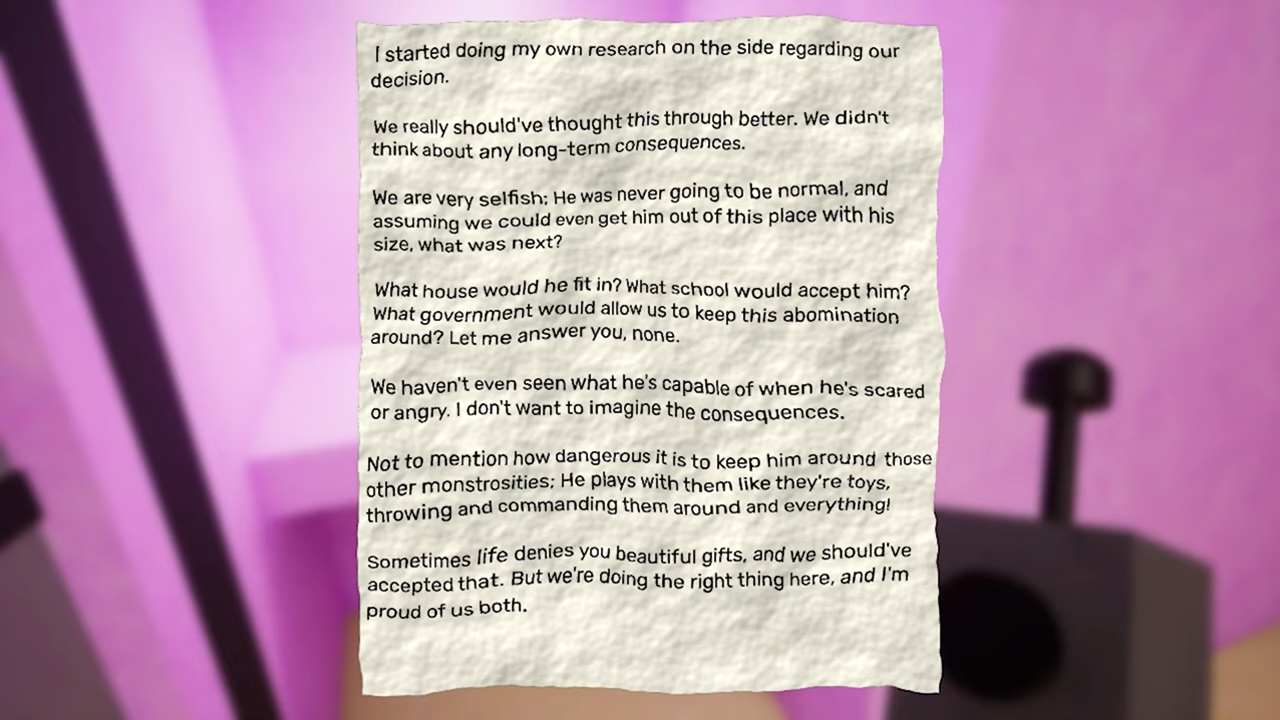 I started doing my own research on the side regarding our
decision.
We really should've thought this through better. We didn't
think about any long-term consequences.
We are very selfish; He was never going to be normal, and
assuming we could even get him out of this place with his
size, what was next?
What house would he fit in? What school would accept him?
What government would allow us to keep this abomination
around? Let me answer you, none.
We haven't even seen what he's capable of when he's scared
or angry. I don't want to imagine the consequences.
Not to mention how dangerous it is to keep him around those
other monstrosities; He plays with them like they're toys,
throwing and commanding them around and everything!
Sometimes life denies you beautiful gifts, and we should've
accepted that. But we're doing the right thing here, and I'm
proud of us both.